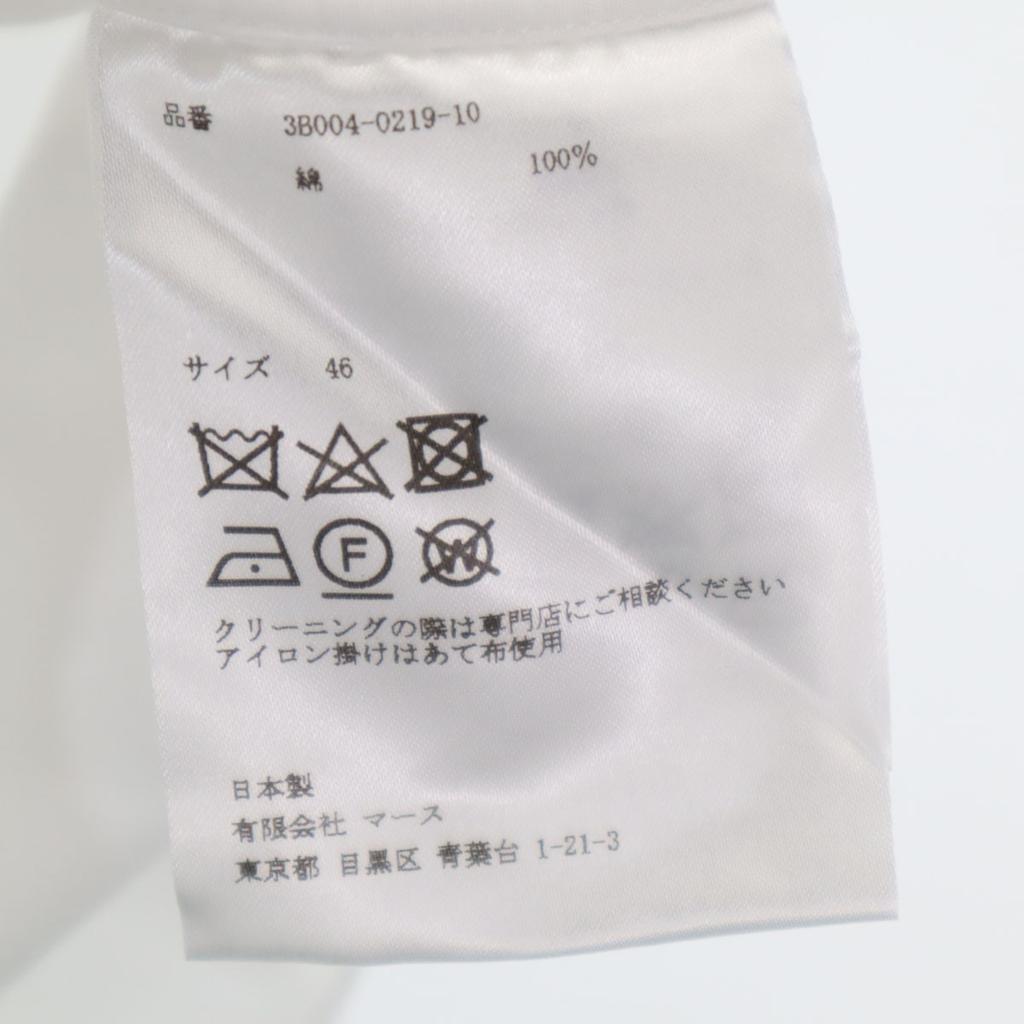 品番 3B004-0219-10
綿 100%
サイズ 46
F W
クリーニングの際は専門店にご相談ください
アイロン掛けはあて布使用
日本製
有限会社 マース
東京都 目黒区 青葉台 1-21-3